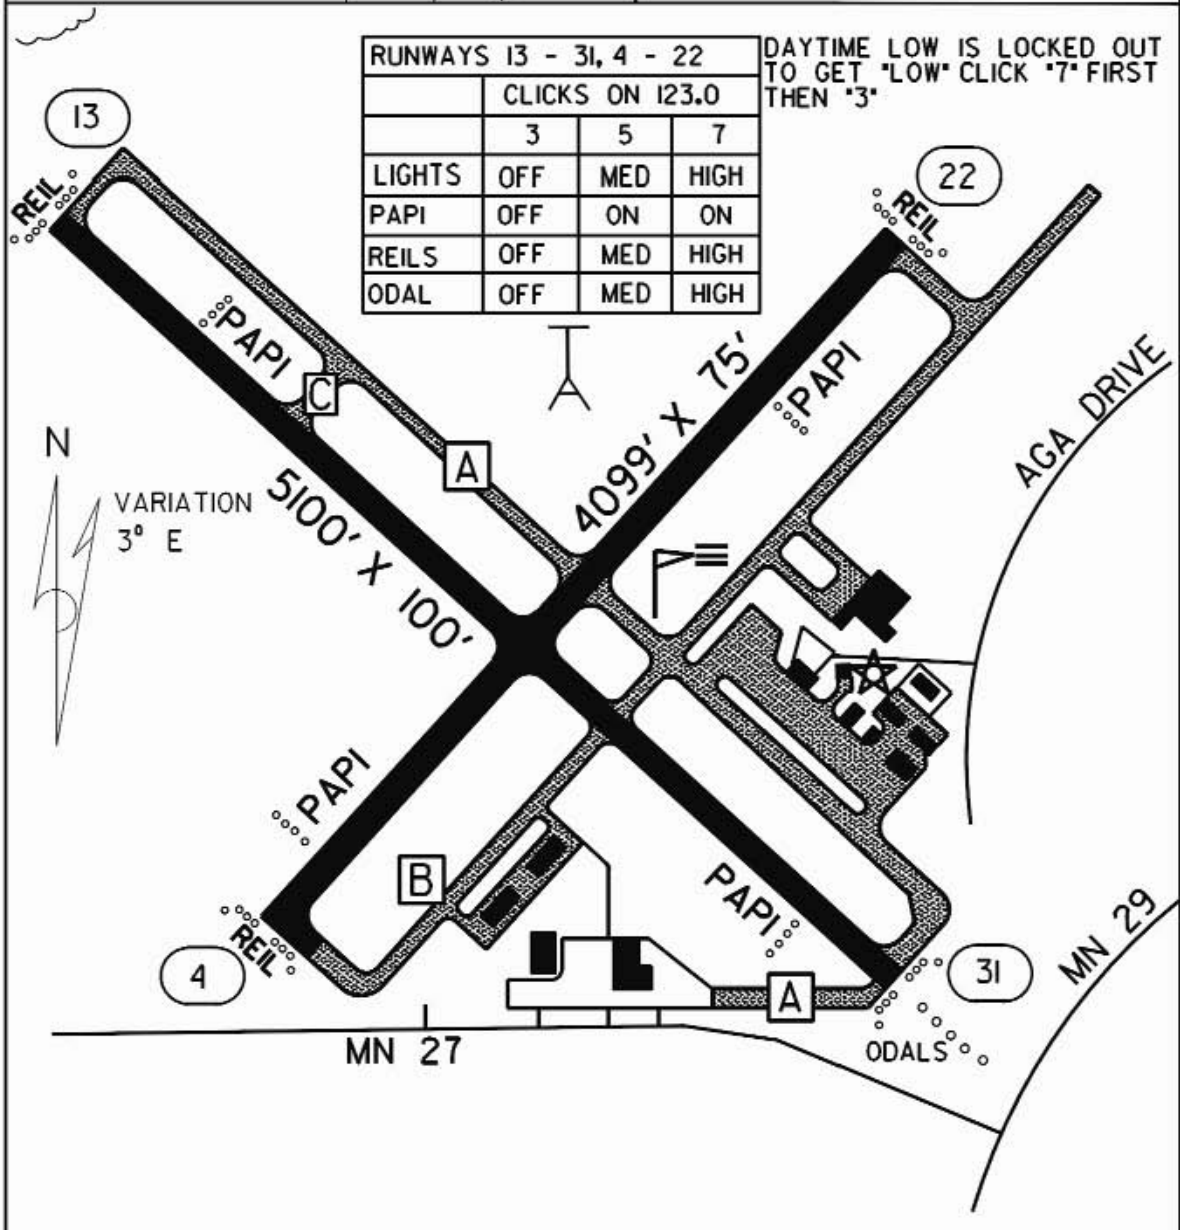 RUNWAYS 13 - 31, 4 - 22
CLICKS ON 123.0
3 5 7
LIGHTS OFF MED HIGH
PAPI OFF ON ON
REILS OFF MED HIGH
ODAL OFF MED HIGH
DAYTIME LOW IS LOCKED OUT
TO GET "LOW" CLICK "7" FIRST
THEN "3"
13
REIL
22
REIL
PAPI
C
A
4099' X 75'
PAPI
AGA DRIVE
N
VARIATION
3° E
5100' X 100'
PAPI
B
PAPI
REIL
4
A
31
MN 29
ODALS
MN 27